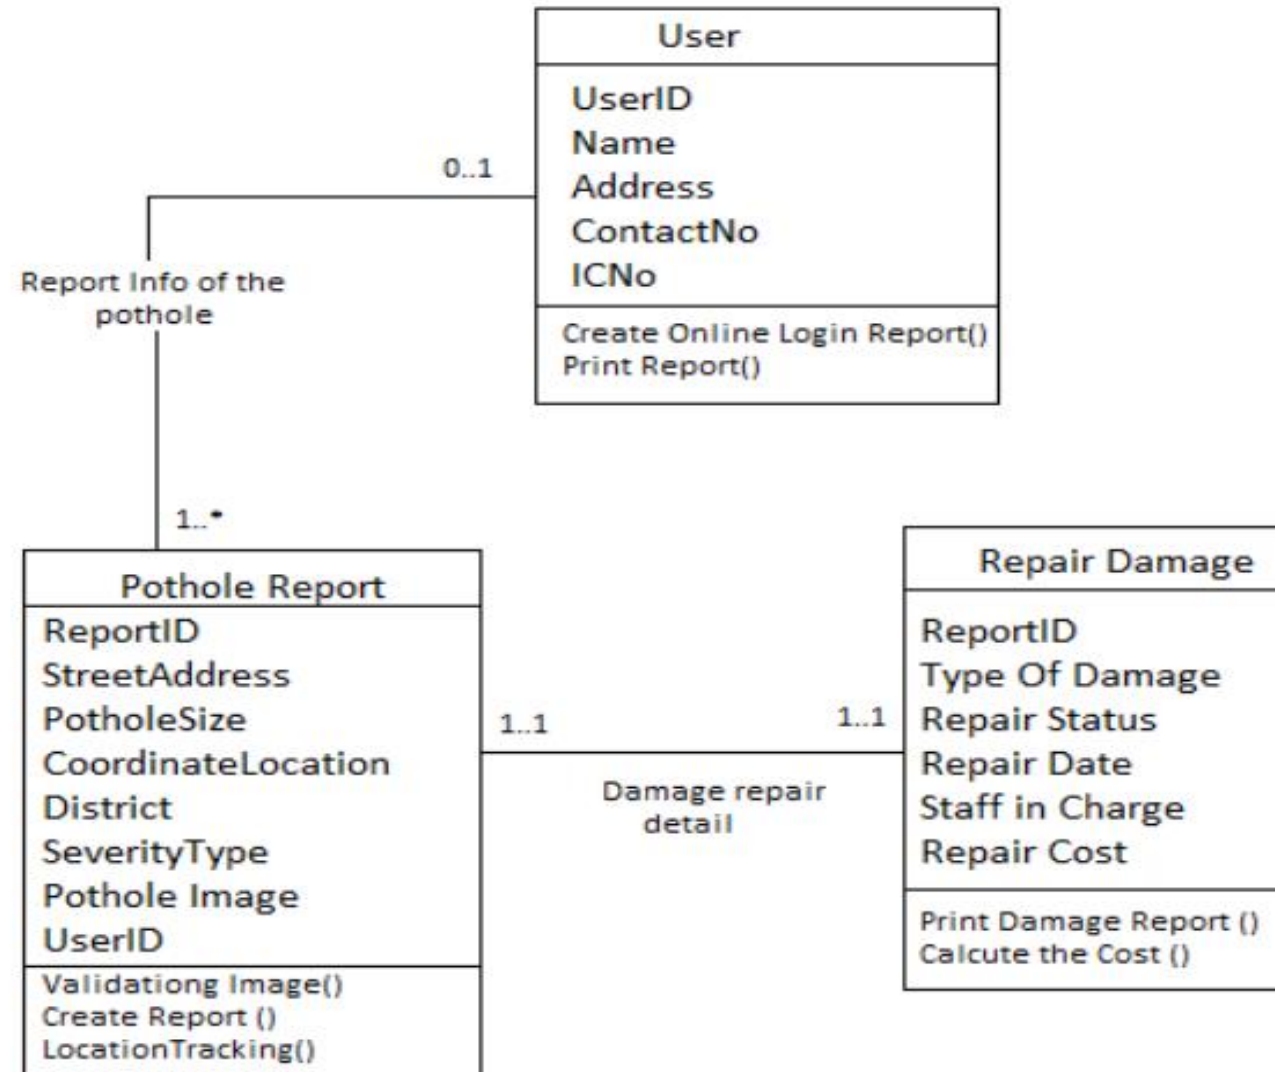 User
UserID
Name
Address
ContactNo
ICNo
Create Online Login Report()
Print Report()
0..1
Report Info of the
pothole
1..*
Pothole Report
ReportID
StreetAddress
PotholeSize
CoordinateLocation
District
SeverityType
Pothole Image
UserID
Validationg Image()
Create Report ()
LocationTracking()
1..1
1..1
Damage repair
detail
Repair Damage
ReportID
Type Of Damage
Repair Status
Repair Date
Staff in Charge
Repair Cost
Print Damage Report ()
Calcute the Cost ()